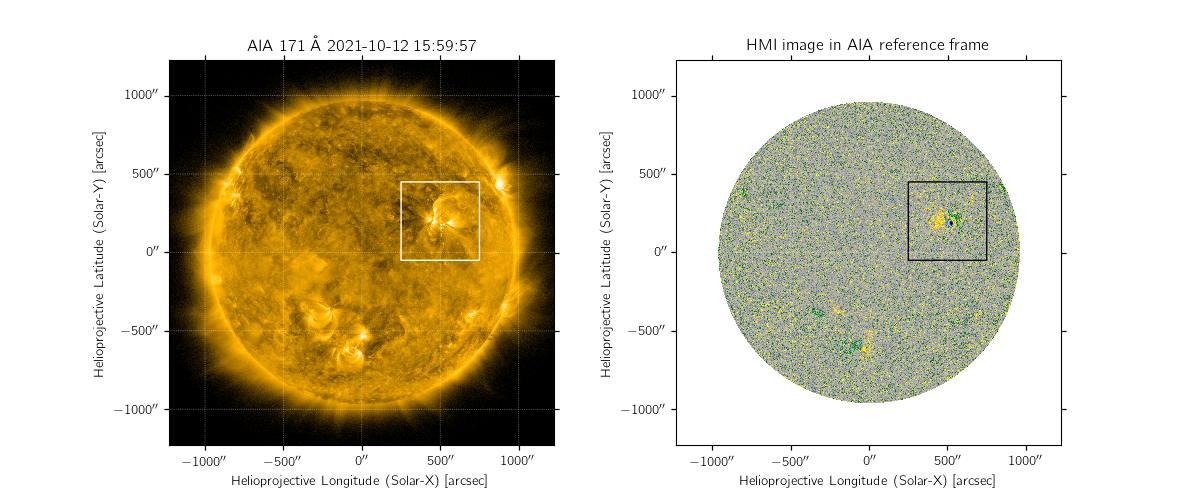 AIA 171 Å 2021-10-12 15:59:57
1000″
500″
0″
−500″
−1000″
−1000″ −500″ 0″ 500″ 1000″
Helioprojective Longitude (Solar-X) [arcsec]
Helioprojective Latitude (Solar-Y) [arcsec]
HMI image in AIA reference frame
1000″
500″
0″
−500″
−1000″
−1000″ −500″ 0″ 500″ 1000″
Helioprojective Longitude (Solar-X) [arcsec]
Helioprojective Latitude (Solar-Y) [arcsec]